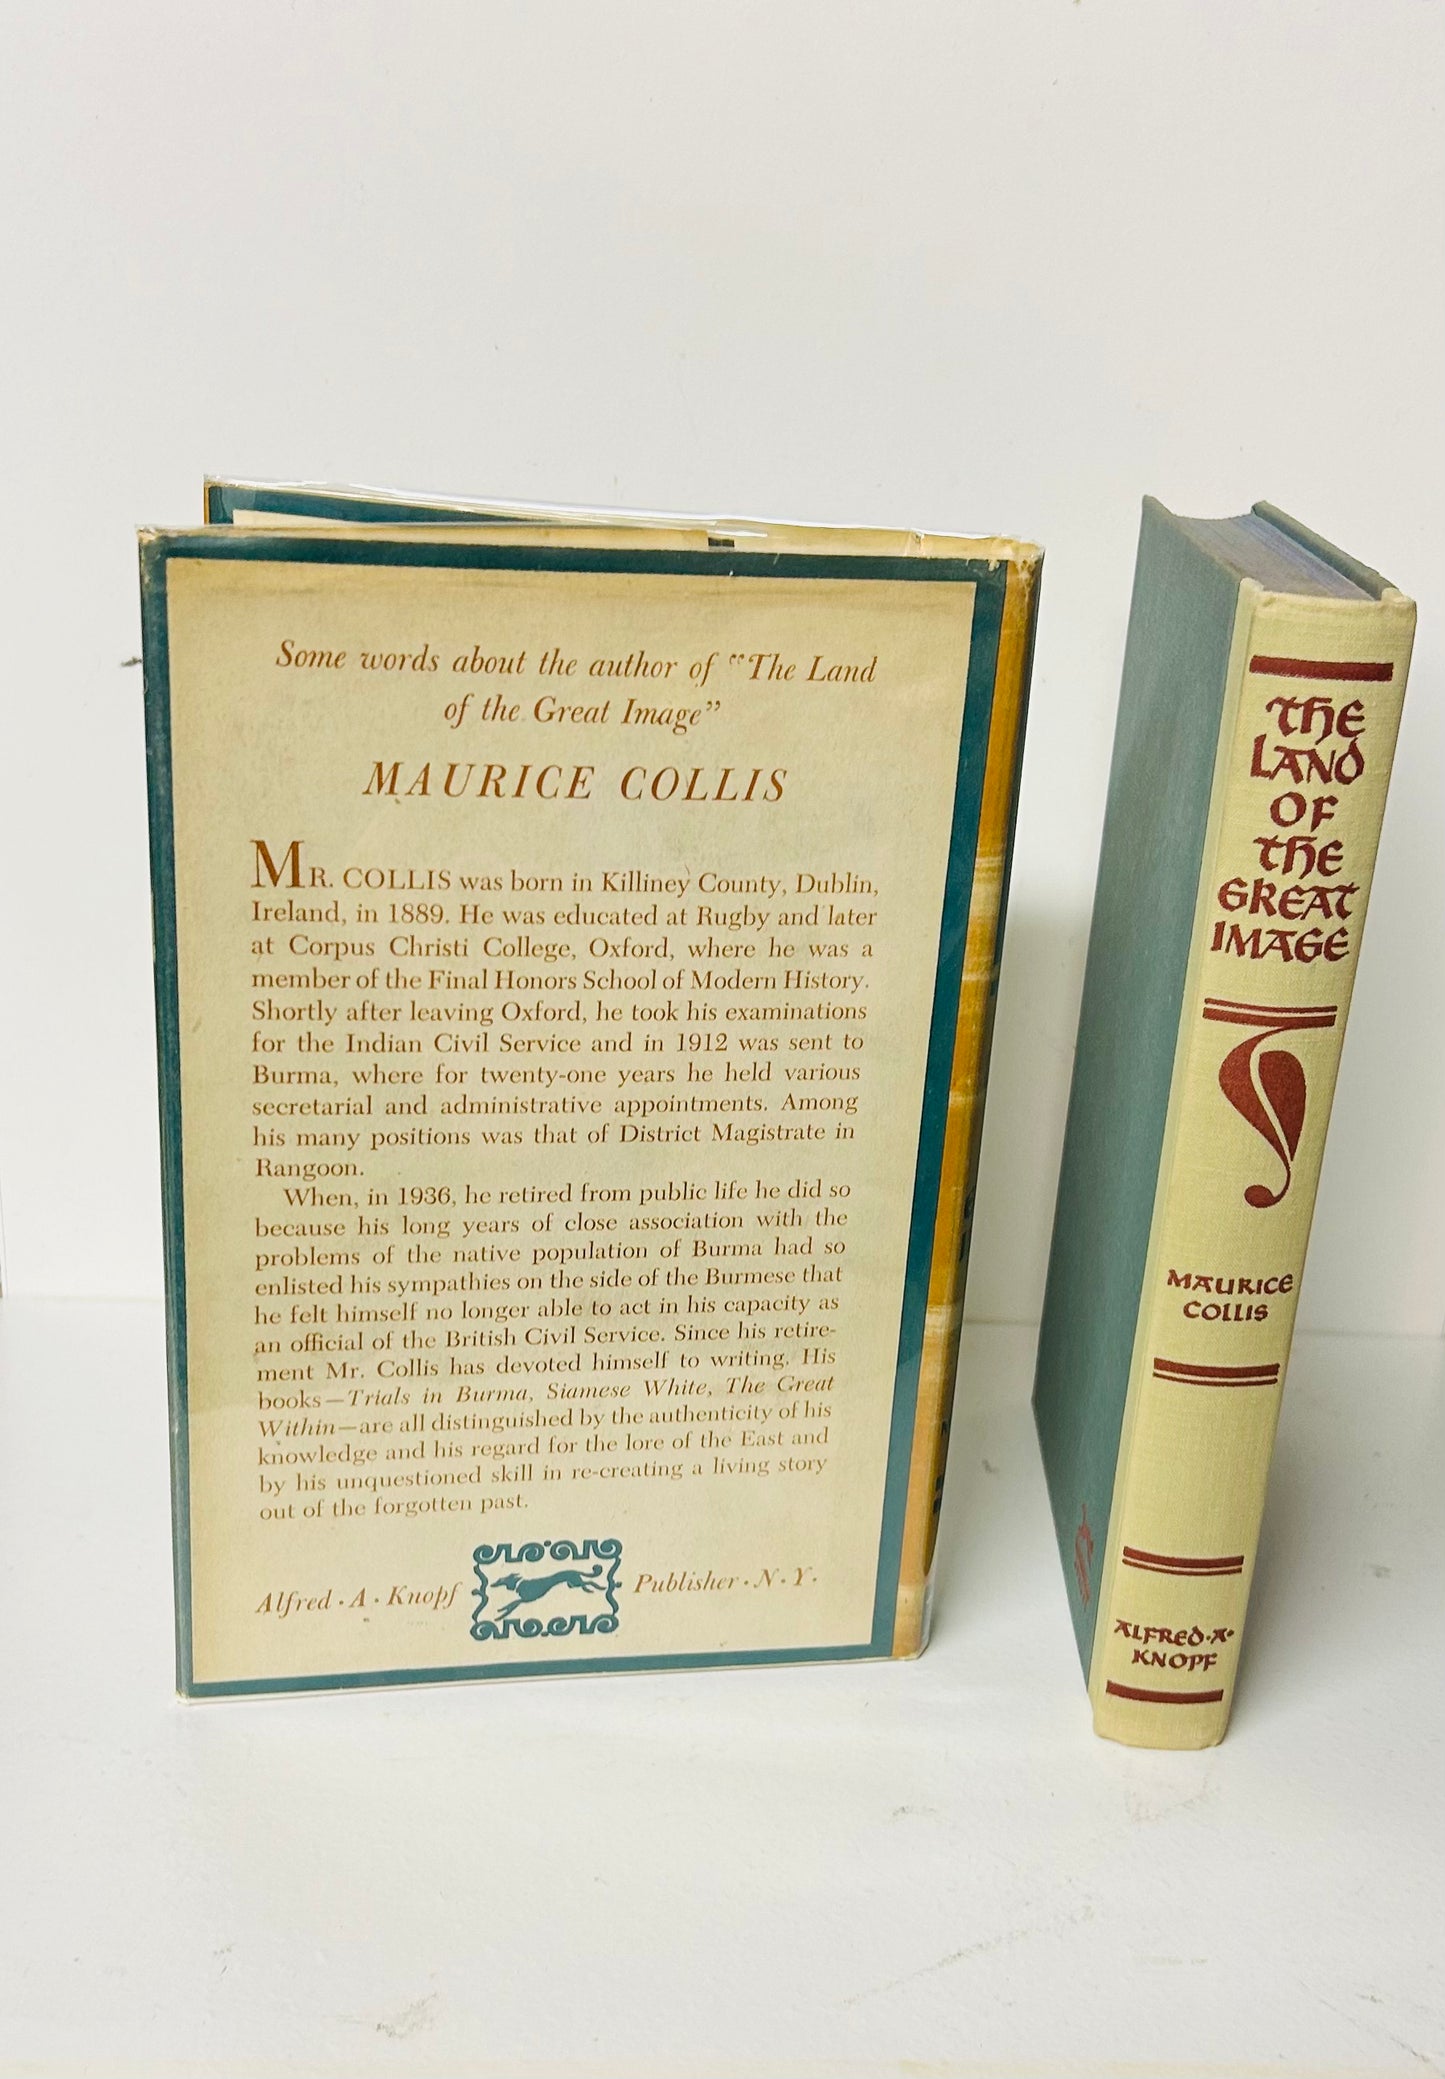 Some words about the author of "The Land
of the Great Image"
MAURICE COLLIS
MR. COLLIS was born in Killiney County, Dublin,
Ireland, in 1889. He was educated at Rugby and later
at Corpus Christi College, Oxford, where he was a
member of the Final Honors School of Modern History.
Shortly after leaving Oxford, he took his examinations
for the Indian Civil Service and in 1912 was sent to
Burma, where for twenty-one years he held various
secretarial and administrative appointments. Among
his many positions was that of District Magistrate in
Rangoon.
When, in 1936, he retired from public life he did so
because his long years of close association with the
problems of the native population of Burma had so
enlisted his sympathies on the side of the Burmese that
he felt himself no longer able to act in his capacity as
an official of the British Civil Service. Since his retire-
ment Mr. Collis has devoted himself to writing. His
books—Trials in Burma, Siamese White, The Great
Within—are all distinguished by the authenticity of his
knowledge and his regard for the lore of the East and
by his unquestioned skill in re-creating a living story
out of the forgotten past.
Alfred · A · Knopf Publisher · N · Y ·
THE
LAND
OF
THE
GREAT
IMAGE
MAURICE
COLLIS
ALFRED · A ·
KNOPF